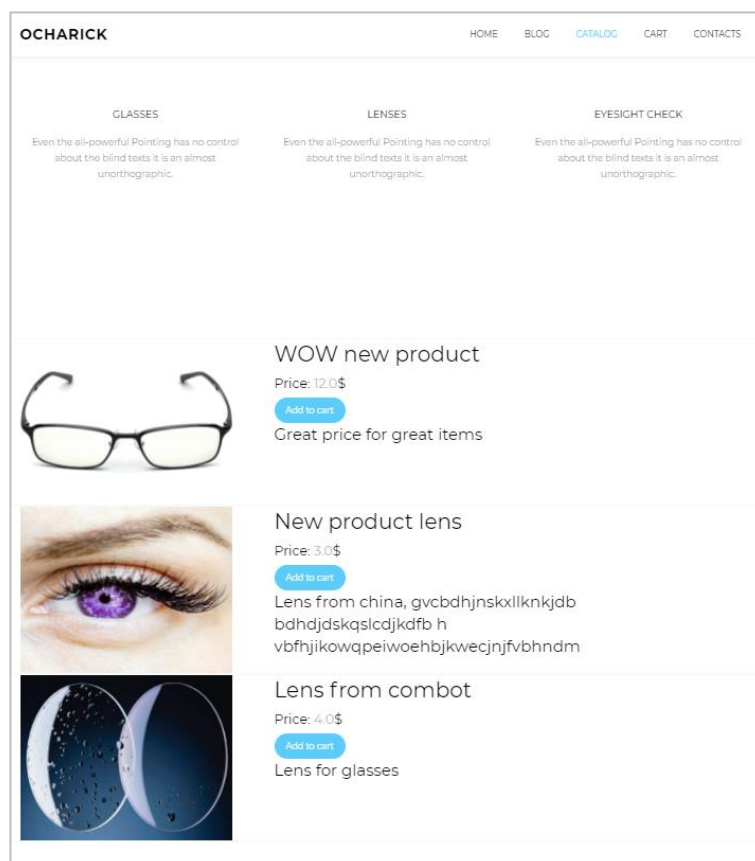 OCHARICK
HOME BLOG CATALOG CART CONTACTS
GLASSES
Even the all-powerful Pointing has no control
about the blind texts it is an almost
unorthographic.
LENSES
Even the all-powerful Pointing has no control
about the blind texts it is an almost
unorthographic.
EYESIGHT CHECK
Even the all-powerful Pointing has no control
about the blind texts it is an almost
unorthographic.
WOW new product
Price: 12.0$
Add to cart
Great price for great items
New product lens
Price: 3.0$
Add to cart
Lens from china, gvcbdhjnskxllknkjdb
bdhdjdskqslcdjkdfb h
vbfhjikowqpeiwoehbjkwecjnjfvbhndm
Lens from combot
Price: 4.0$
Add to cart
Lens for glasses